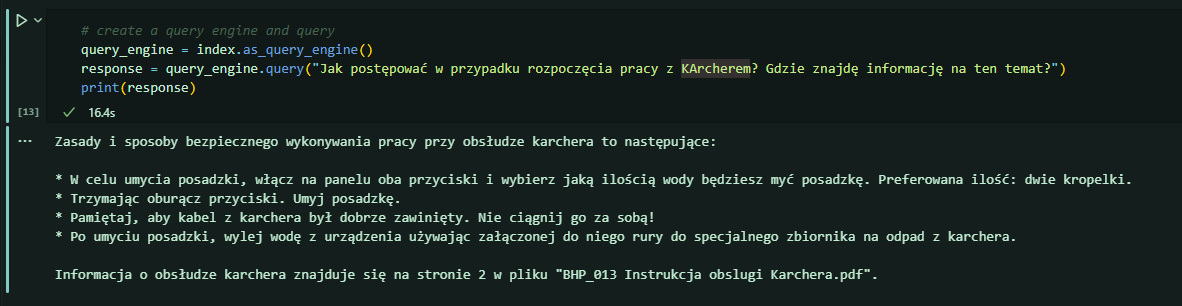 # create a query engine and query
query_engine = index.as_query_engine()
response = query_engine.query("Jak postępować w przypadku rozpoczęcia pracy z KArcherem? Gdzie znajdę informację na ten temat?")
print(response)
[13] ✓ 16.4s
... Zasady i sposoby bezpiecznego wykonywania pracy przy obsłudze karchera to następujące:
* W celu umycia posadzki, włącz na panelu oba przyciski i wybierz jaką ilością wody będziesz myć posadzkę. Preferowana ilość: dwie kropelki.
* Trzymając oburącz przyciski. Umyj posadzkę.
* Pamiętaj, aby kabel z karchera był dobrze zawinięty. Nie ciągnij go za sobą!
* Po umyciu posadzki, wylej wodę z urządzenia używając załączonej do niego rury do specjalnego zbiornika na odpad z karchera.
Informacja o obsłudze karchera znajduje się na stronie 2 w pliku "BHP_013 Instrukcja obslugi Karchera.pdf".